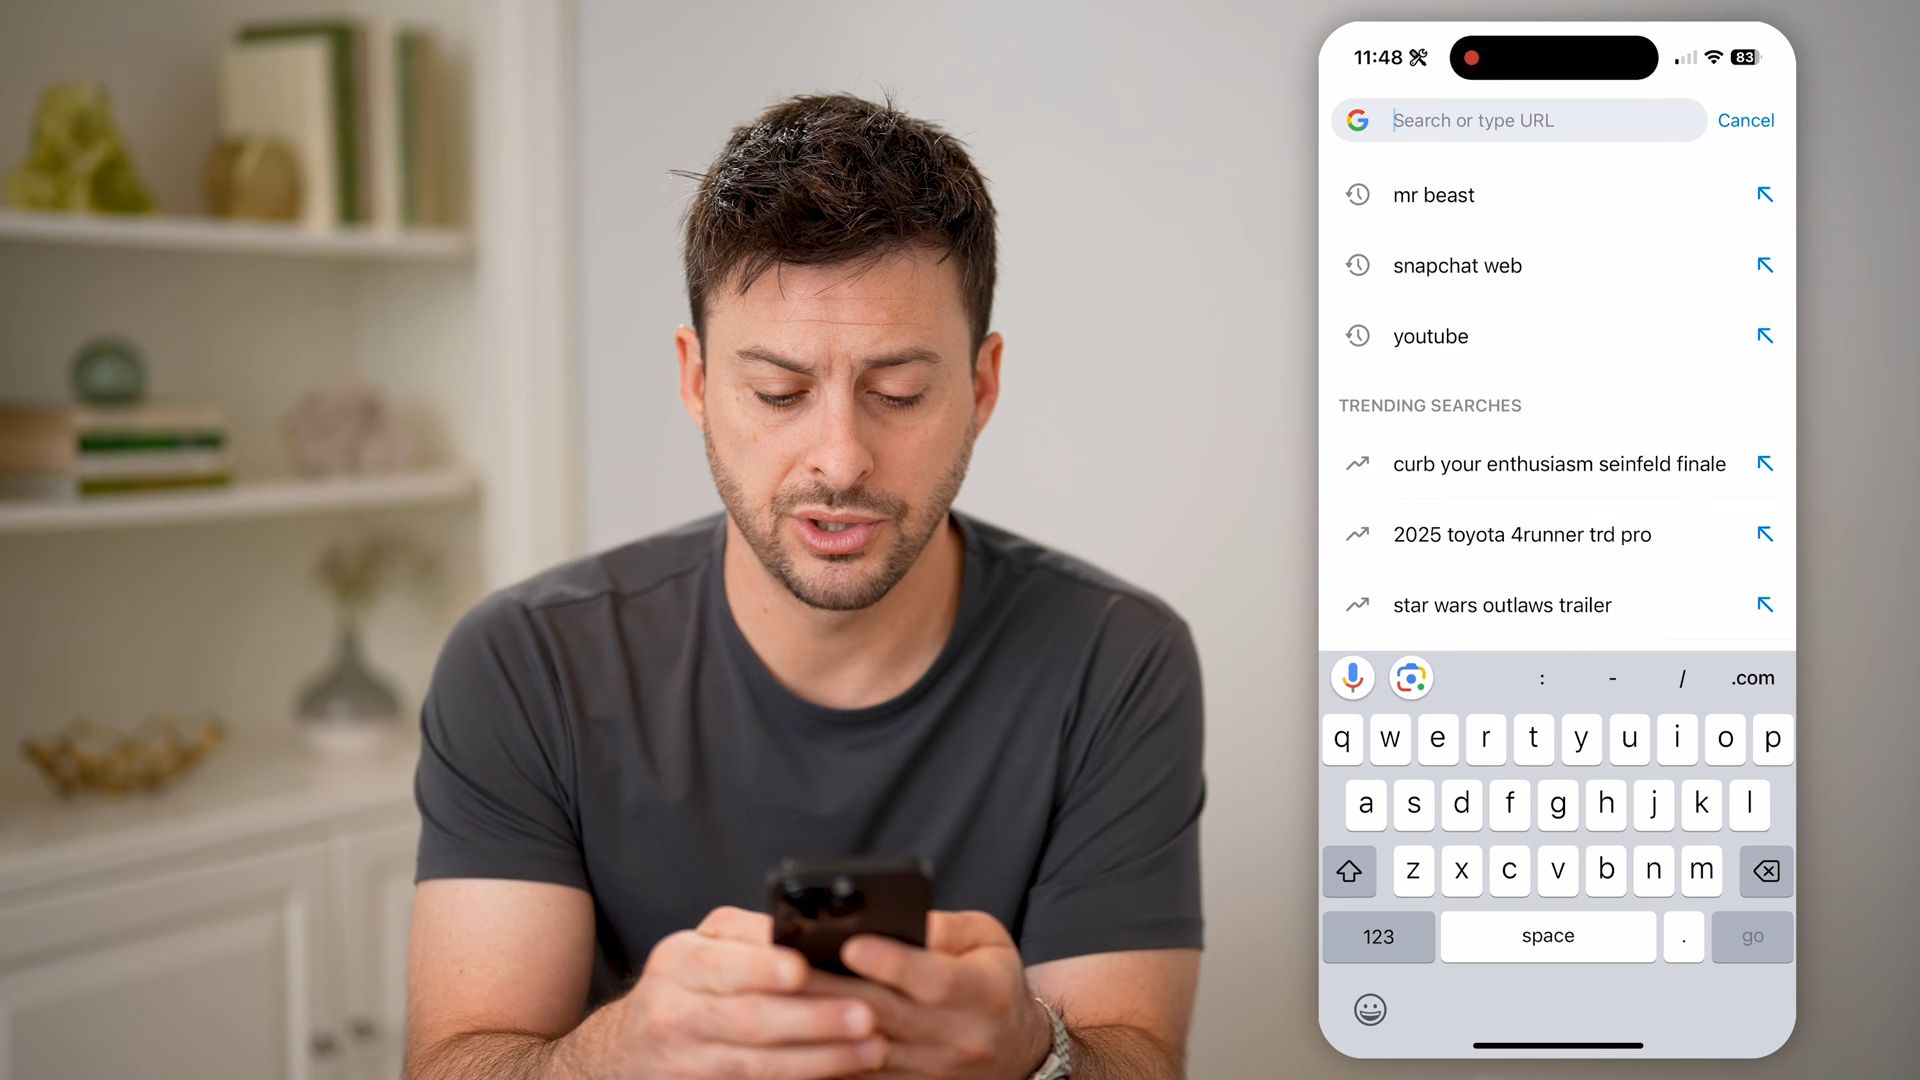 11:48
83
Search or type URL
Cancel
mr beast
snapchat web
youtube
TRENDING SEARCHES
curb your enthusiasm seinfeld finale
2025 toyota 4runner trd pro
star wars outlaws trailer
: - / .com
q w e r t y u i o p
a s d f g h j k l
z x c v b n m
123 space . go